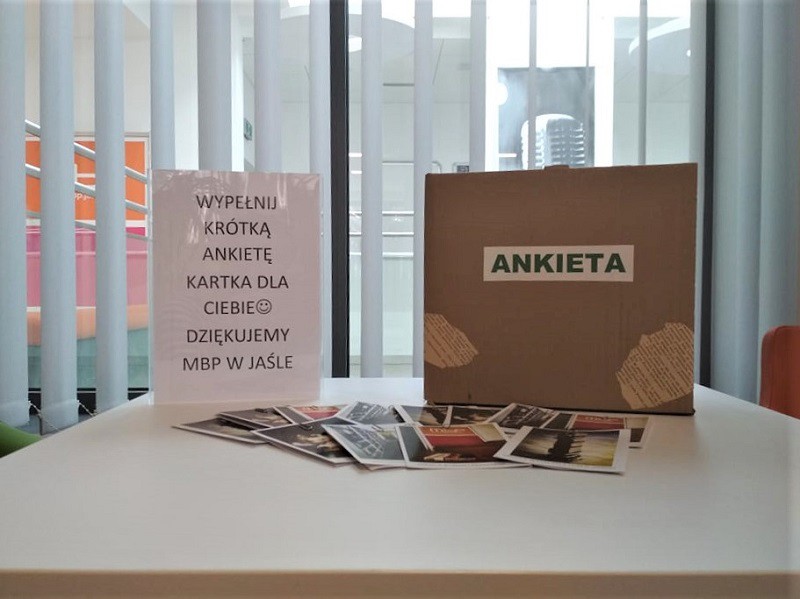 WYPEŁNIJ
KRÓTKĄ
ANKIETĘ
KARTKA DLA
CIEBIE☺
DZIĘKUJEMY
MBP W JAŚLE
ANKIETA